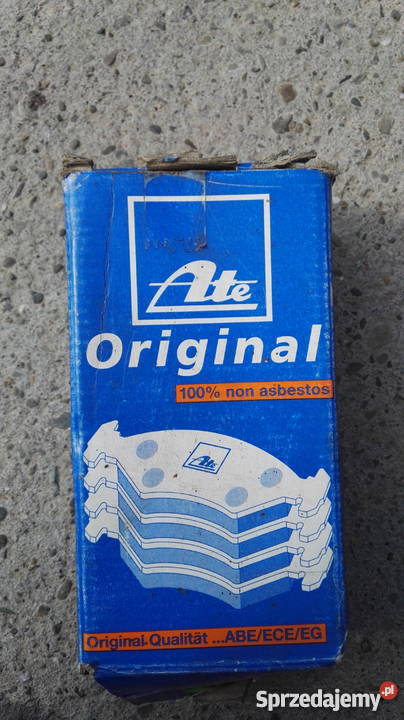 Ate
Original
100% non asbestos
Ate
Original-Qualität ...ABE/ECE/EG
Sprzedajemy.pl